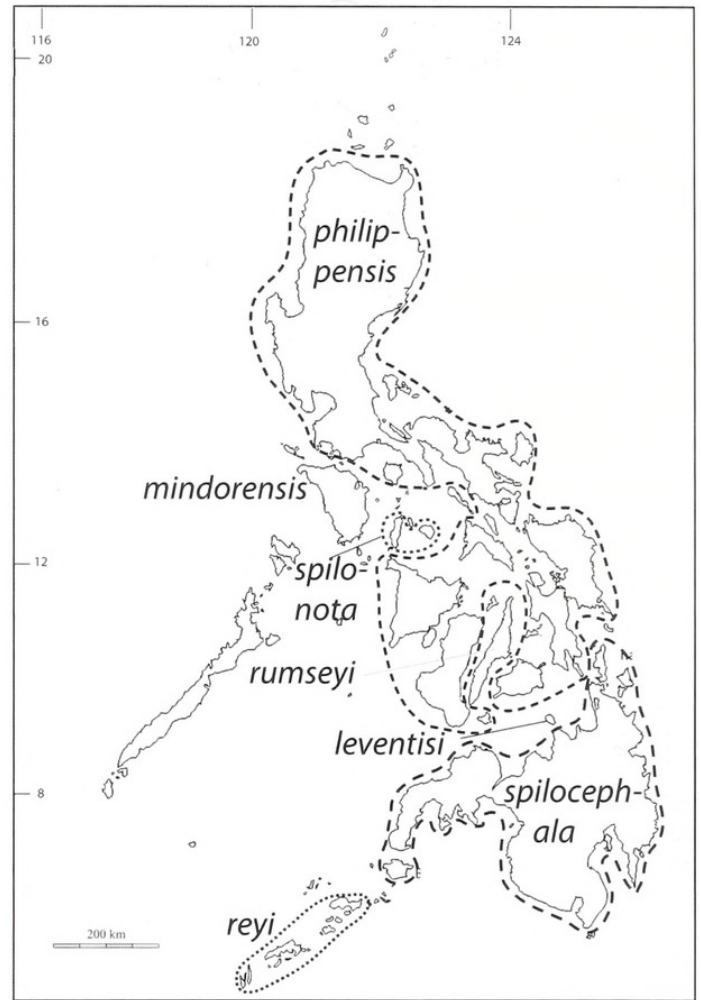 116 120 124
20
philip-
pensis
16
mindorensis
12
spilo-
nota
rumseyi
leventisi
8
spiloceph-
ala
reyi
200 km